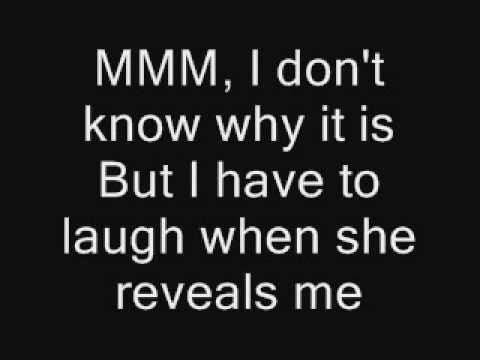 MMM, I don't
know why it is
But I have to
laugh when she
reveals me